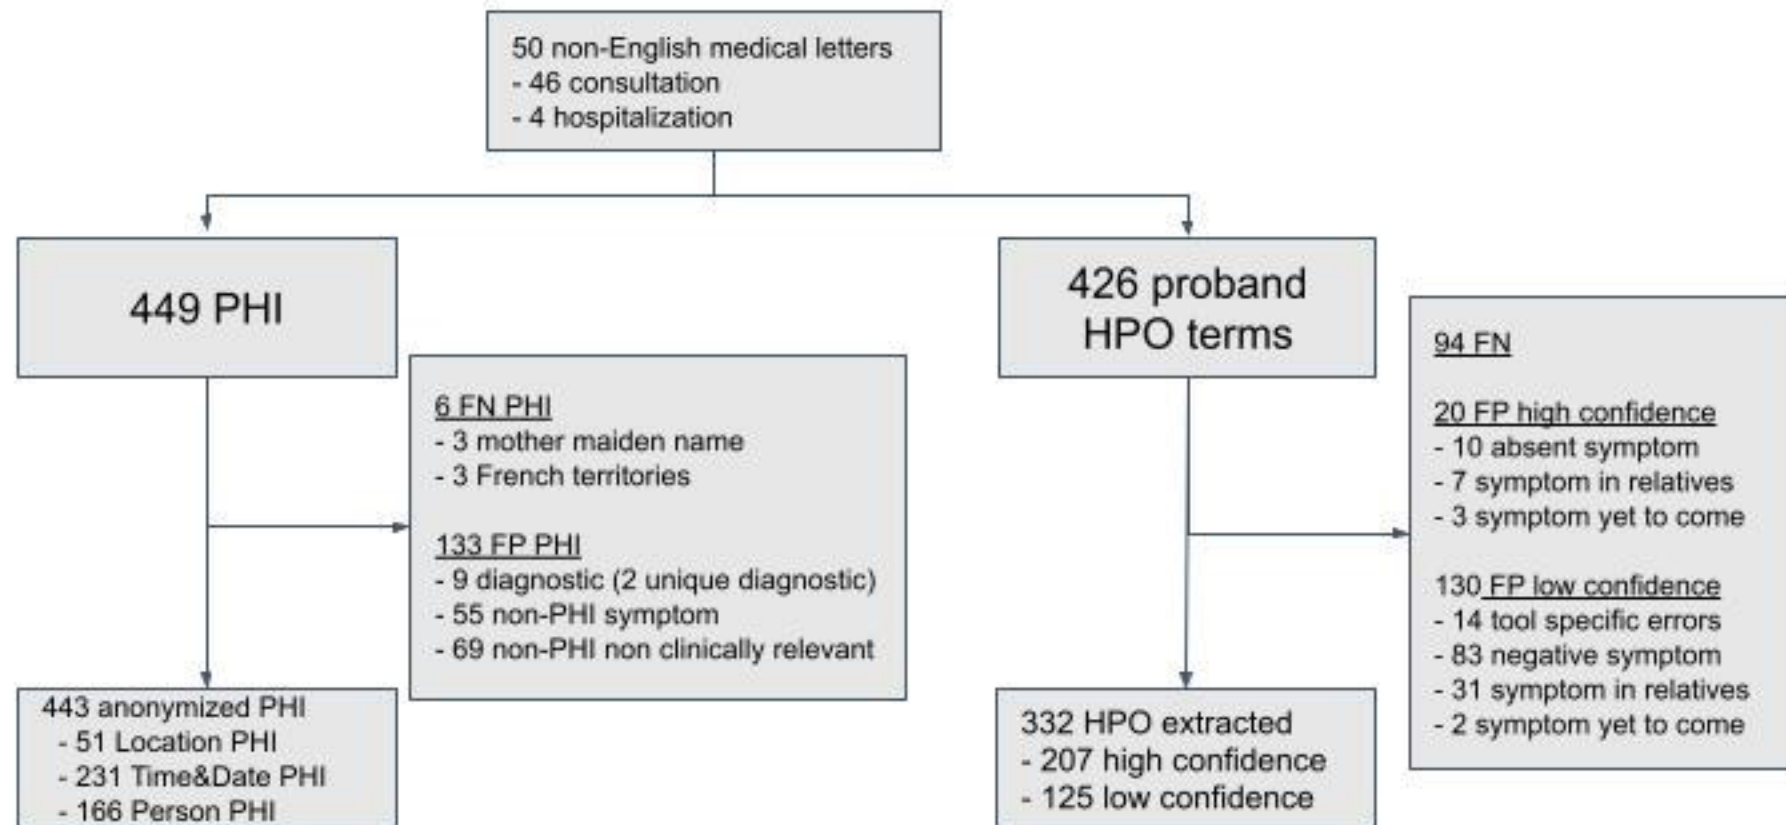 50 non-English medical letters
- 46 consultation
- 4 hospitalization
449 PHI
6 FN PHI
- 3 mother maiden name
- 3 French territories
133 FP PHI
- 9 diagnostic (2 unique diagnostic)
- 55 non-PHI symptom
- 69 non-PHI non clinically relevant
443 anonymized PHI
- 51 Location PHI
- 231 Time&Date PHI
- 166 Person PHI
426 proband
HPO terms
94 FN
20 FP high confidence
- 10 absent symptom
- 7 symptom in relatives
- 3 symptom yet to come
130 FP low confidence
- 14 tool specific errors
- 83 negative symptom
- 31 symptom in relatives
- 2 symptom yet to come
332 HPO extracted
- 207 high confidence
- 125 low confidence